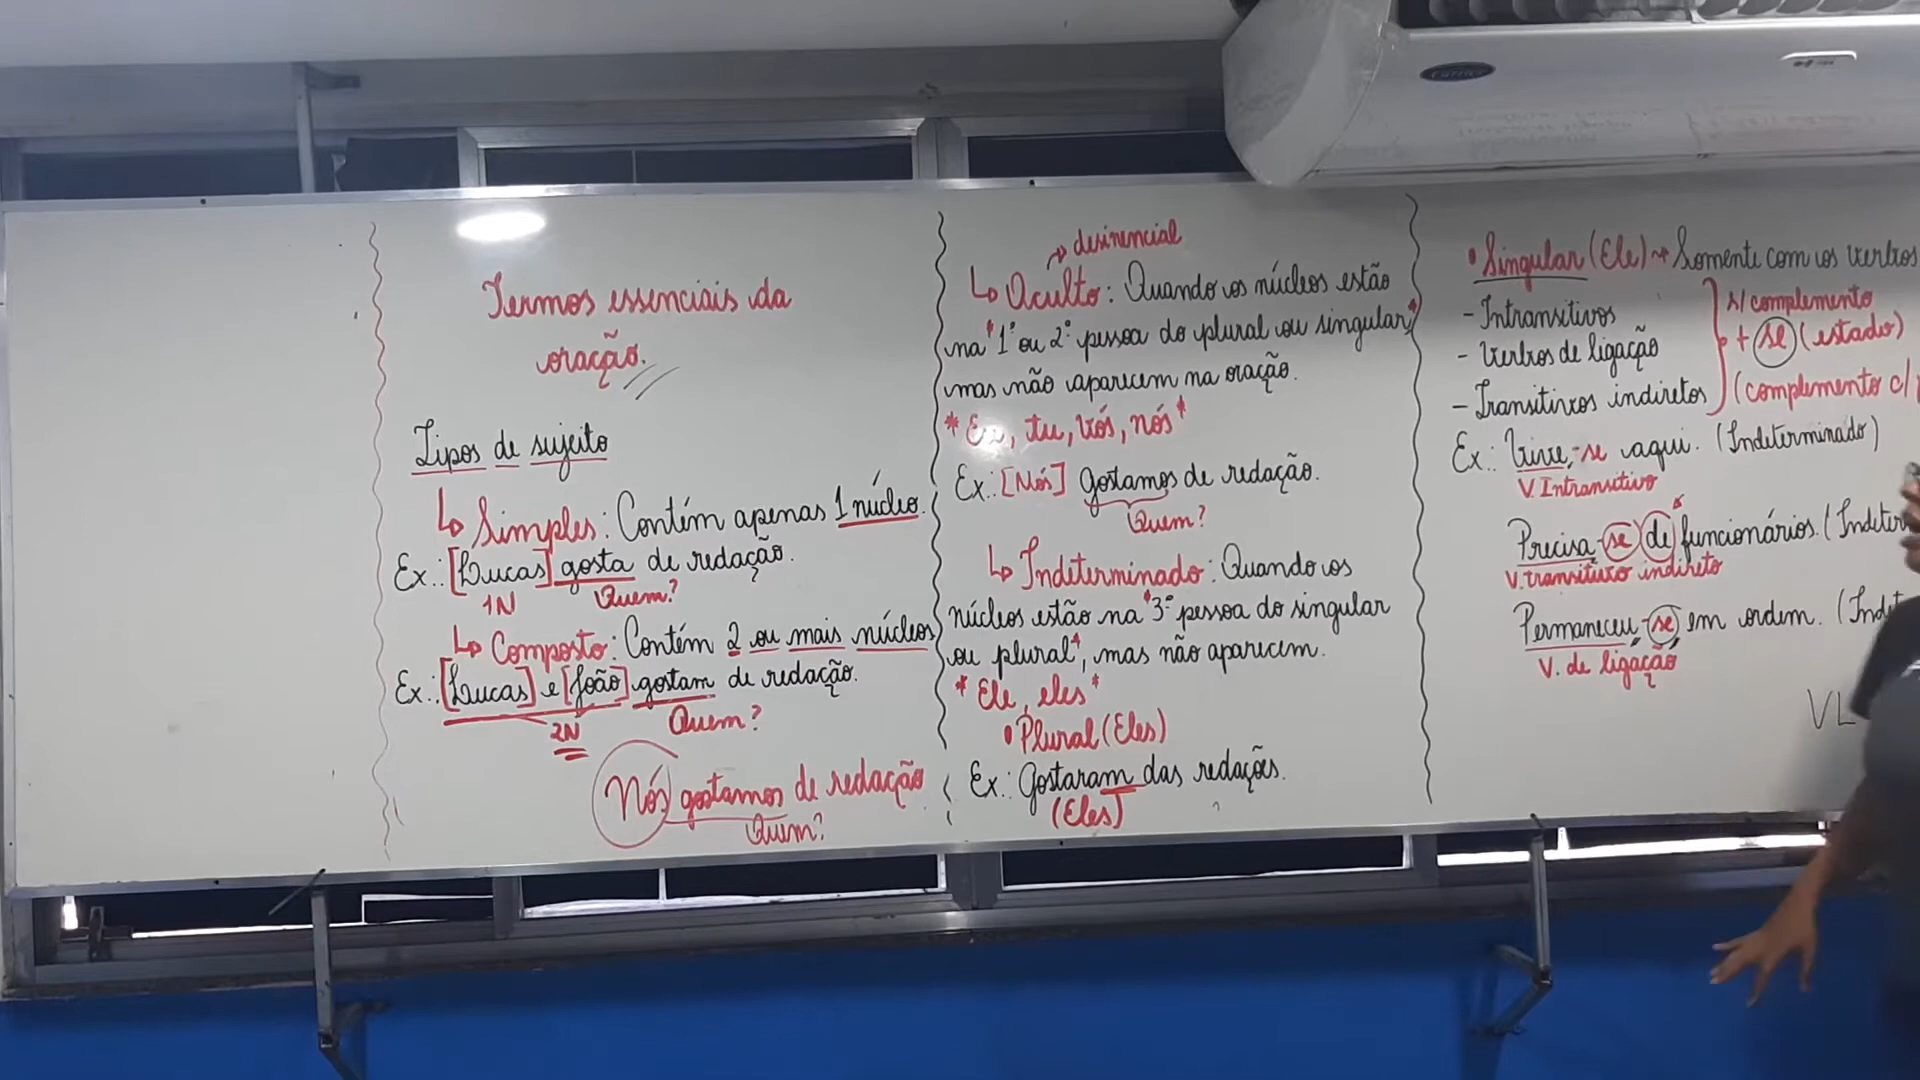 Carrier
Termos essenciais da
oração.
Tipos de sujeito
↳ Simples: Contém apenas 1 núcleo.
Ex.: [Lucas] gosta de redação.
1N Quem?
↳ Composto: Contém 2 ou mais núcleos
Ex.: [Lucas] e [João] gostam de redação.
2N Quem?
Nós gostamos de redação
Quem?
→ desinencial
↳ Oculto: Quando os núcleos estão
na *1ª ou 2ª pessoa do plural ou singular,*
mas não aparecem na oração.
* Eu, tu, vós, nós *
Ex.: [Nós] gostamos de redação.
Quem?
↳ Indeterminado: Quando os
núcleos estão na *3ª pessoa do singular
ou plural*, mas não aparecem.
* Ele, eles *
• Plural (Eles)
Ex.: Gostaram das redações.
(Eles)
• Singular (Ele) → Somente com os verbos
- Intransitivos
- Verbos de ligação
- Transitivos indiretos
s/ complemento
+ se (estado)
(complemento c/
Ex.: Vive-se aqui. (Indeterminado)
V. Intransitivo
Precisa-se de funcionários. (Indeter
V. transitivo indireto
Permaneceu-se em ordem. (Indet
V. de ligação
VL